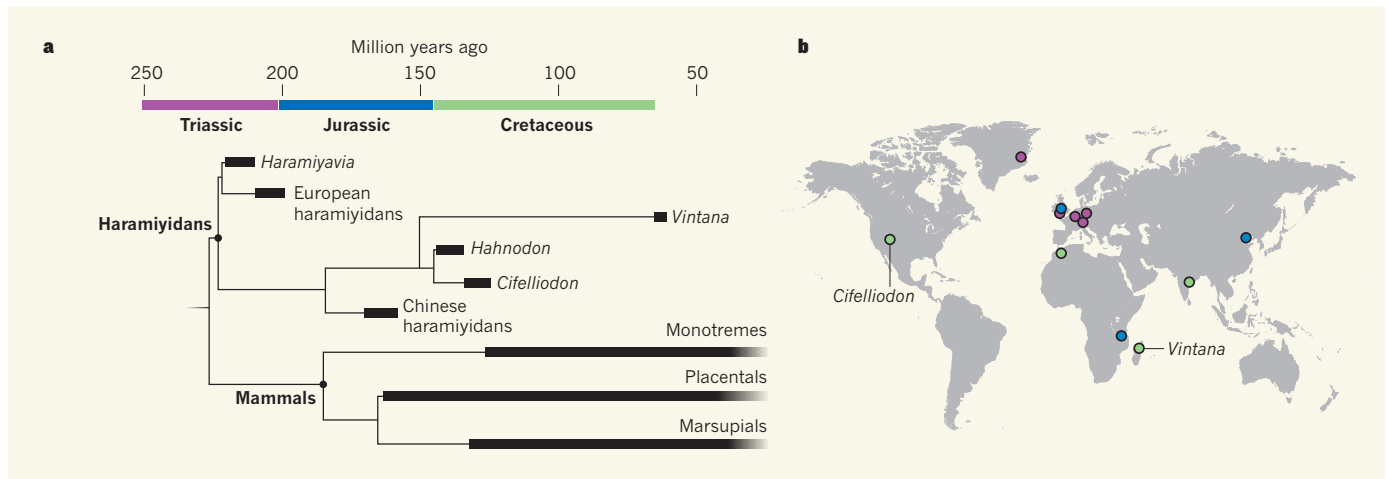 a
Million years ago
250 200 150 100 50
Triassic Jurassic Cretaceous
Haramiyavia
European
haramiyidans
Haramiyidans
Vintana
Hahnodon
Cifelliodon
Chinese
haramiyidans
Monotremes
Placentals
Mammals
Marsupials
b
Cifelliodon
Vintana